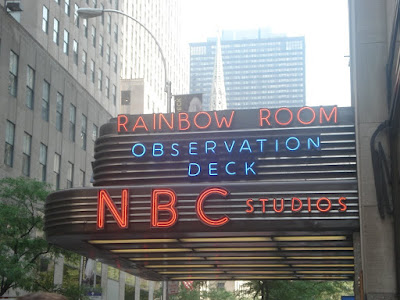 RAINBOW ROOM
OBSERVATION
DECK
NBC STUDIOS